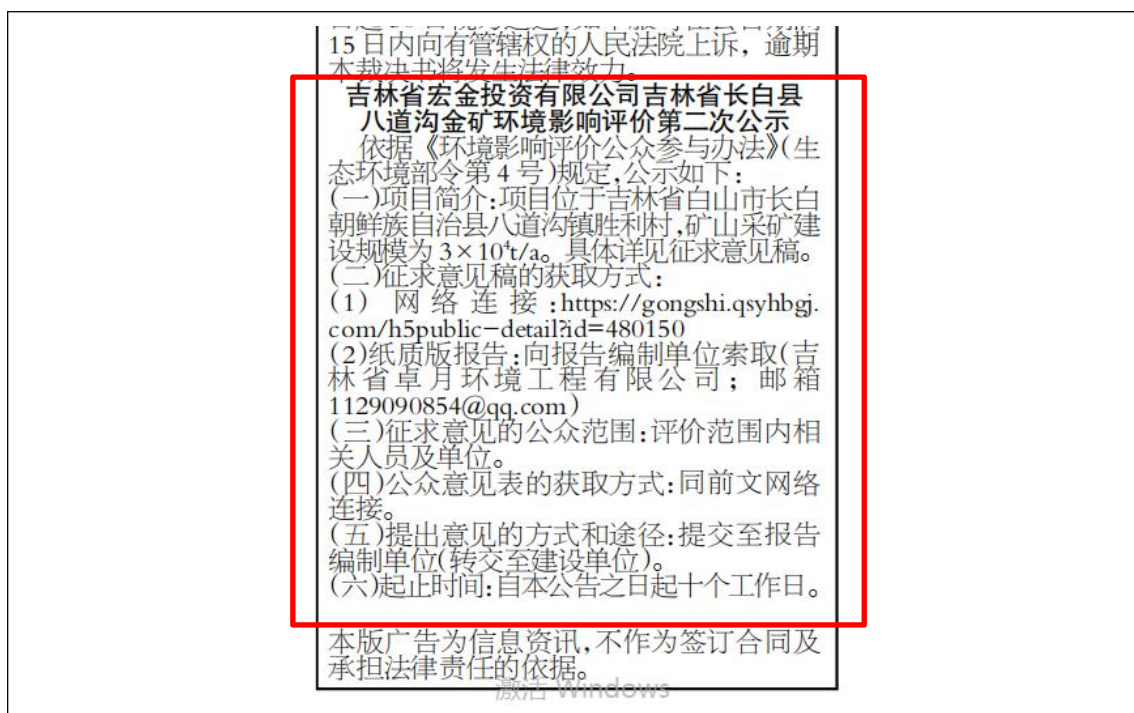 15日内向有管辖权的人民法院上诉，逾期
本裁决书将发生法律效力。
吉林省宏金投资有限公司吉林省长白县
八道沟金矿环境影响评价第二次公示
依据《环境影响评价公众参与办法》(生
态环境部令第4号)规定,公示如下：
(一)项目简介:项目位于吉林省白山市长白
朝鲜族自治县八道沟镇胜利村,矿山采矿建
设规模为3×10⁴t/a。具体详见征求意见稿。
(二)征求意见稿的获取方式：
(1) 网络连接:https://gongshi.qsyhbgj.
com/h5public-detail?id=480150
(2)纸质版报告:向报告编制单位索取(吉
林省卓月环境工程有限公司；邮箱
1129090854@qq.com)
(三)征求意见的公众范围:评价范围内相
关人员及单位。
(四)公众意见表的获取方式:同前文网络
连接。
(五)提出意见的方式和途径:提交至报告
编制单位(转交至建设单位)。
(六)起止时间:自本公告之日起十个工作日。
本版广告为信息资讯,不作为签订合同及
承担法律责任的依据。
激活 Windows